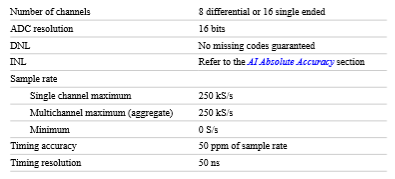 Number of channels 8 differential or 16 single ended
ADC resolution 16 bits
DNL No missing codes guaranteed
INL Refer to the AI Absolute Accuracy section
Sample rate
Single channel maximum 250 kS/s
Multichannel maximum (aggregate) 250 kS/s
Minimum 0 S/s
Timing accuracy 50 ppm of sample rate
Timing resolution 50 ns